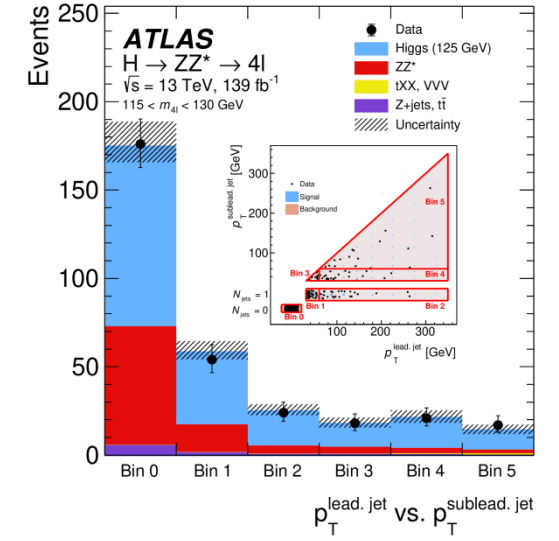 Events
250
200
150
100
50
0
ATLAS
H → ZZ* → 4l
√s = 13 TeV, 139 fb⁻¹
115 < m₄ₗ < 130 GeV
Data
Higgs (125 GeV)
ZZ*
tXX, VVV
Z+jets, tt̄
Uncertainty
p_T^sublead. jet [GeV]
300
200
100
N_jets = 1
N_jets = 0
Data
Signal
Background
Bin 5
Bin 3
Bin 4
Bin 1
Bin 2
Bin 0
100
200
300
p_T^lead. jet [GeV]
Bin 0 Bin 1 Bin 2 Bin 3 Bin 4 Bin 5
p_T^lead. jet vs. p_T^sublead. jet